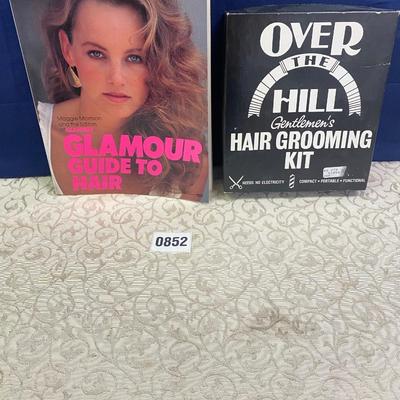 Maggie Morrison
and the Editors
GLAMOUR
GUIDE TO
HAIR
OVER
THE
HILL
Gentlemen's
HAIR GROOMING
KIT
NEEDS NO ELECTRICITY
COMPACT • PORTABLE • FUNCTIONAL
0852